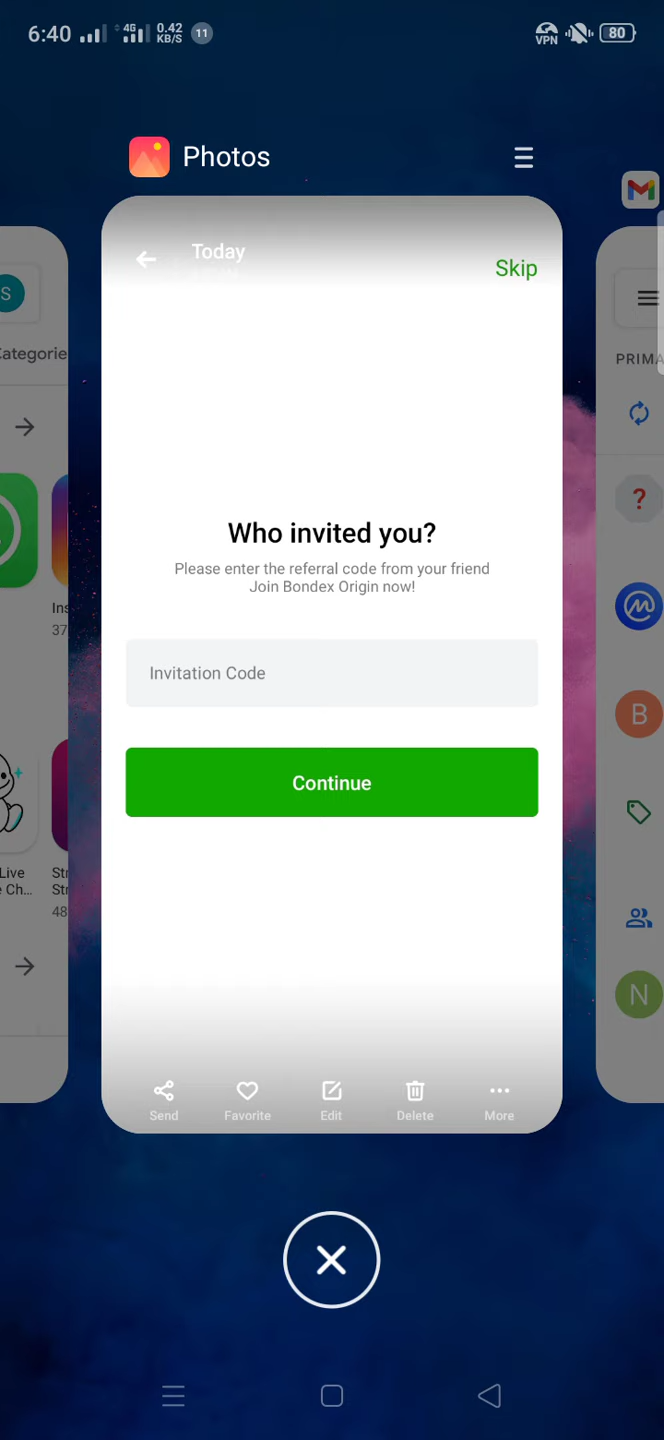 6:40 4G 0.42 KB/S 11 VPN 80
Photos
Today
Skip
S
Categorie
PRIMA
?
Who invited you?
Please enter the referral code from your friend
Join Bondex Origin now!
Ins
37
Invitation Code
B
Continue
Live
Ch...
Str
Str
48
N
Send Favorite Edit Delete More